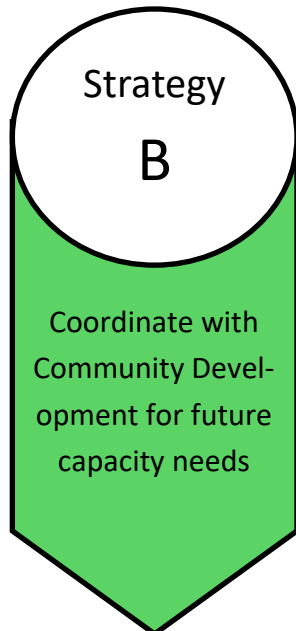 Strategy
B
Coordinate with
Community Devel-
opment for future
capacity needs